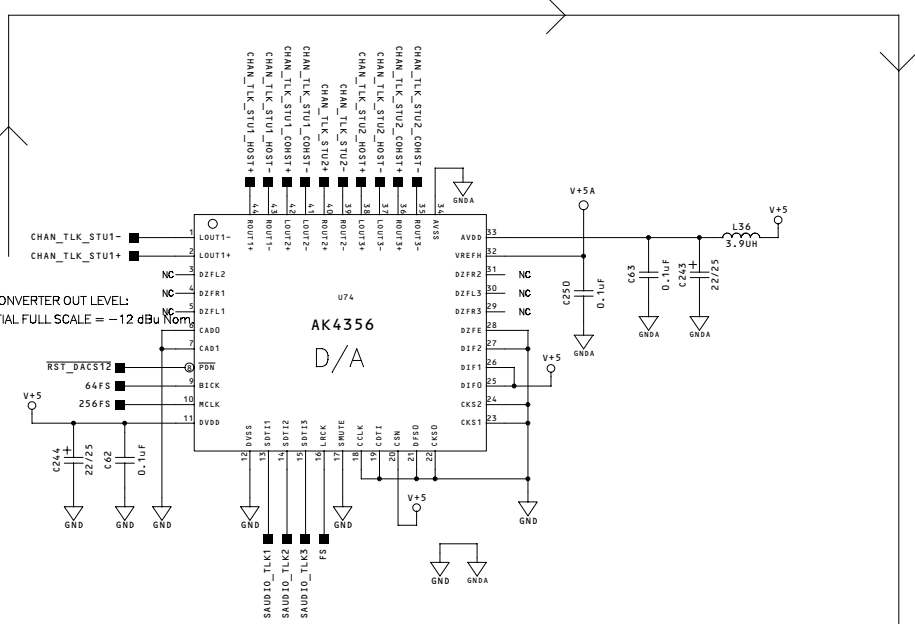 CHAN_TLK_STU1_HOST+
CHAN_TLK_STU1_HOST-
CHAN_TLK_STU1_COHST+
CHAN_TLK_STU1_COHST-
CHAN_TLK_STU2+
CHAN_TLK_STU2-
CHAN_TLK_STU2_HOST+
CHAN_TLK_STU2_HOST-
CHAN_TLK_STU2_COHST+
CHAN_TLK_STU2_COHST-
44 43 42 41 40 39 38 37 36 35 34
ROUT1+ ROUT1- LOUT2+ LOUT2- ROUT2+ ROUT2- LOUT3+ LOUT3- ROUT3+ ROUT3- AVSS
GNDA
V+5A
V+5
L36
3.9UH
CHAN_TLK_STU1- 1 LOUT1-
CHAN_TLK_STU1+ 2 LOUT1+
NC 3 DZFL2
NC 4 DZFR1
NC 5 DZFL1
ONVERTER OUT LEVEL:
TIAL FULL SCALE = -12 dBu Nom.
6 CAD0
7 CAD1
RST_DACS12 8 PDN
64FS 9 BICK
256FS 10 MCLK
V+5 11 DVDD
U74
AK4356
D/A
AVDD 33
VREFH 32
DZFR2 31 NC
DZFL3 30 NC
DZFR3 29 NC
DZFE 28
DIF2 27
DIF1 26
DIF0 25
CKS2 24
CKS1 23
V+5
C250 0.1uF
GNDA
C63 0.1uF
GNDA
C243 + 22/25
GNDA
DVSS SDTI1 SDTI2 SDTI3 LRCK SMUTE CCLK CDTI CSN DFS0 CKS0
12 13 14 15 16 17 18 19 20 21 22
C244 + 22/25
C62 0.1uF
GND
GND
GND
GND
GND
V+5
GND
SAUDIO_TLK1
SAUDIO_TLK2
SAUDIO_TLK3
FS
GND
GNDA